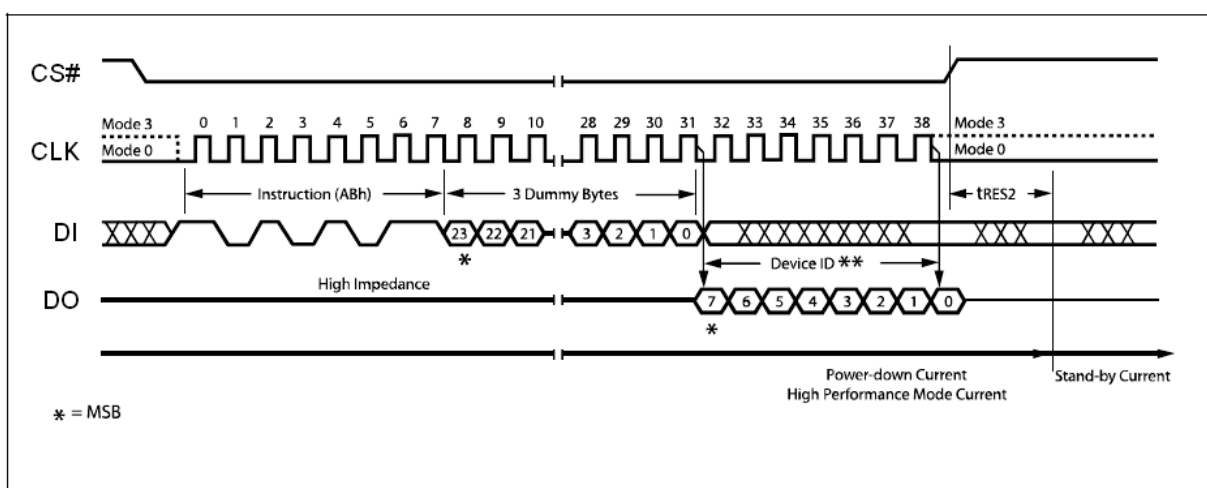 CS#
Mode 3 0 1 2 3 4 5 6 7 8 9 10 28 29 30 31 32 33 34 35 36 37 38 Mode 3
CLK Mode 0 Mode 0
Instruction (ABh) 3 Dummy Bytes tRES2
DI 23 22 21 3 2 1 0
* Device ID **
High Impedance
DO 7 6 5 4 3 2 1 0
*
Power-down Current Stand-by Current
High Performance Mode Current
* = MSB